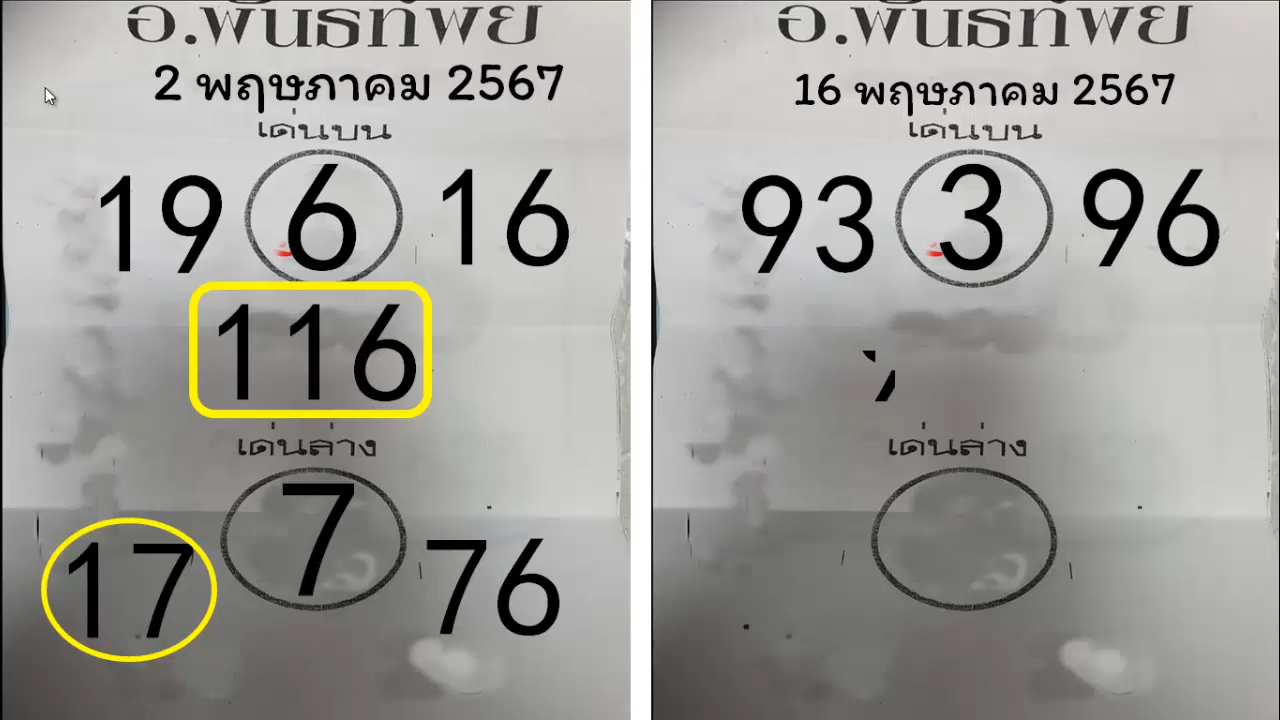 อ.พันธทิพย์
2 พฤษภาคม 2567
เด่นบน
19 6 16
116
เด่นล่าง
7
17 76
อ.พันธทิพย์
16 พฤษภาคม 2567
เด่นบน
93 3 96
เด่นล่าง